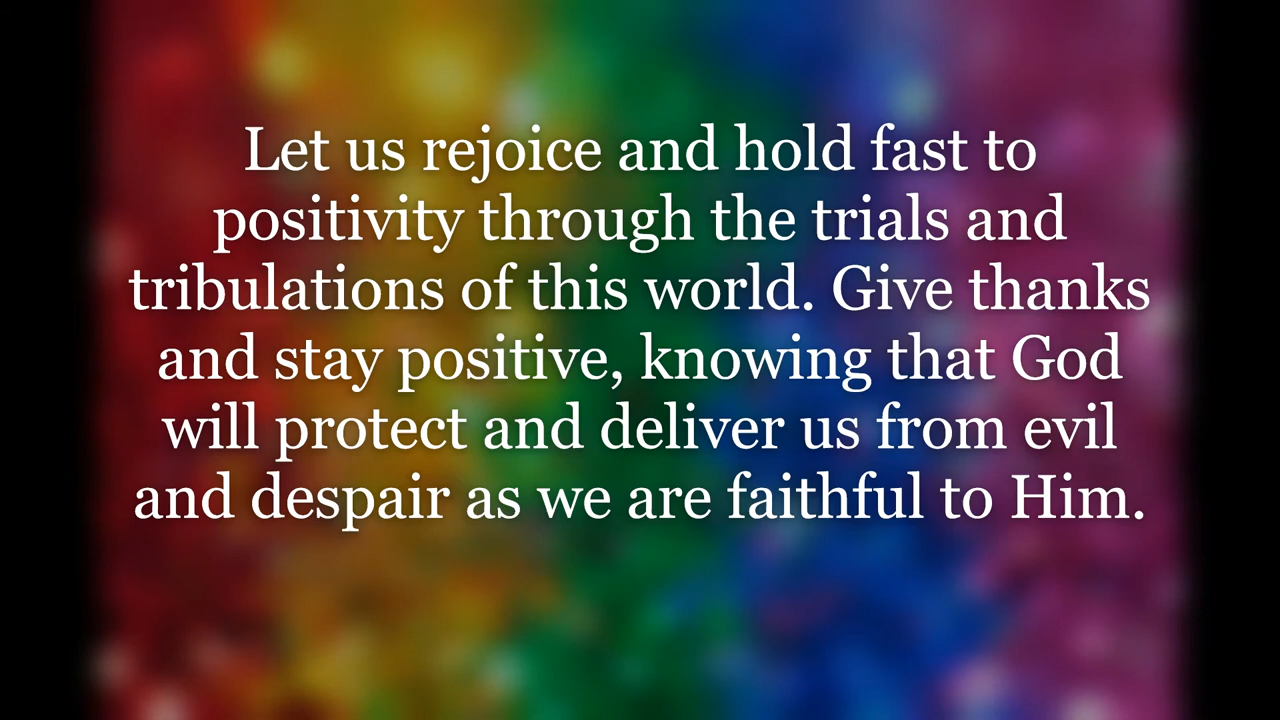 Let us rejoice and hold fast to
positivity through the trials and
tribulations of this world. Give thanks
and stay positive, knowing that God
will protect and deliver us from evil
and despair as we are faithful to Him.